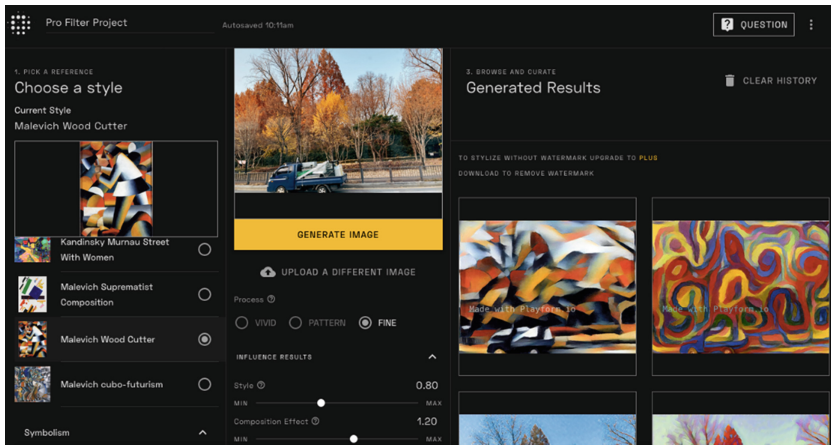 Pro Filter Project
Autosaved 10:11am
QUESTION
1. PICK A REFERENCE
Choose a style
Current Style
Malevich Wood Cutter
Kandinsky Murnau Street
With Women
Malevich Suprematist
Composition
Malevich Wood Cutter
Malevich cubo-futurism
Symbolism
GENERATE IMAGE
UPLOAD A DIFFERENT IMAGE
Process
VIVID
PATTERN
FINE
INFLUENCE RESULTS
Style
0.80
MIN
MAX
Composition Effect
1.20
MIN
MAX
3. BROWSE AND CURATE
Generated Results
CLEAR HISTORY
TO STYLIZE WITHOUT WATERMARK UPGRADE TO PLUS
DOWNLOAD TO REMOVE WATERMARK
Made with Playform.io
Made with Playform.io